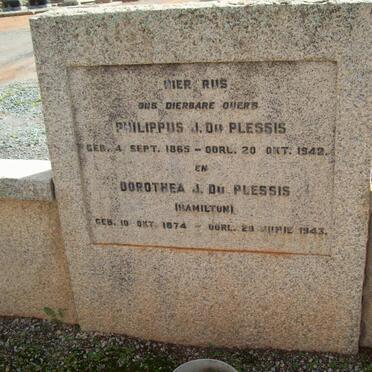 HIER RUS
ONS DIERBARE OUERS
PHILIPPUS J. DU PLESSIS
GEB. 4 SEPT. 1865 – OORL. 20 OKT. 1942.
EN
DOROTHEA J. DU PLESSIS
(HAMILTON)
GEB. 10 OKT. 1874 – OORL. 29 JUNIE 1943.